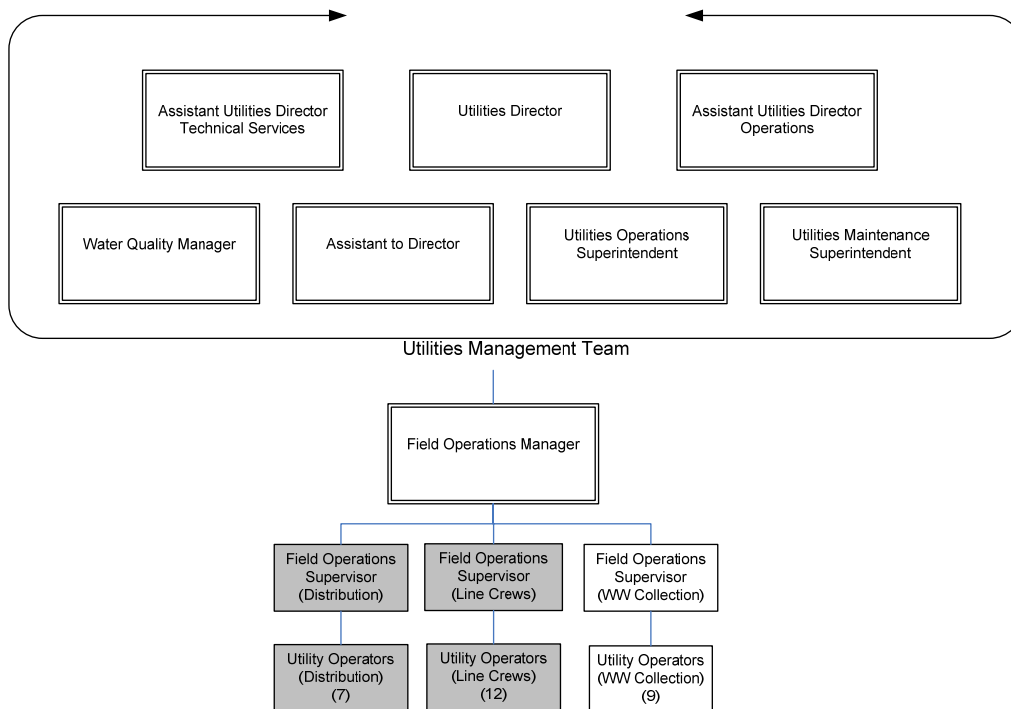 Assistant Utilities Director
Technical Services
Utilities Director
Assistant Utilities Director
Operations
Water Quality Manager
Assistant to Director
Utilities Operations
Superintendent
Utilities Maintenance
Superintendent
Utilities Management Team
Field Operations Manager
Field Operations
Supervisor
(Distribution)
Field Operations
Supervisor
(Line Crews)
Field Operations
Supervisor
(WW Collection)
Utility Operators
(Distribution)
(7)
Utility Operators
(Line Crews)
(12)
Utility Operators
(WW Collection)
(9)